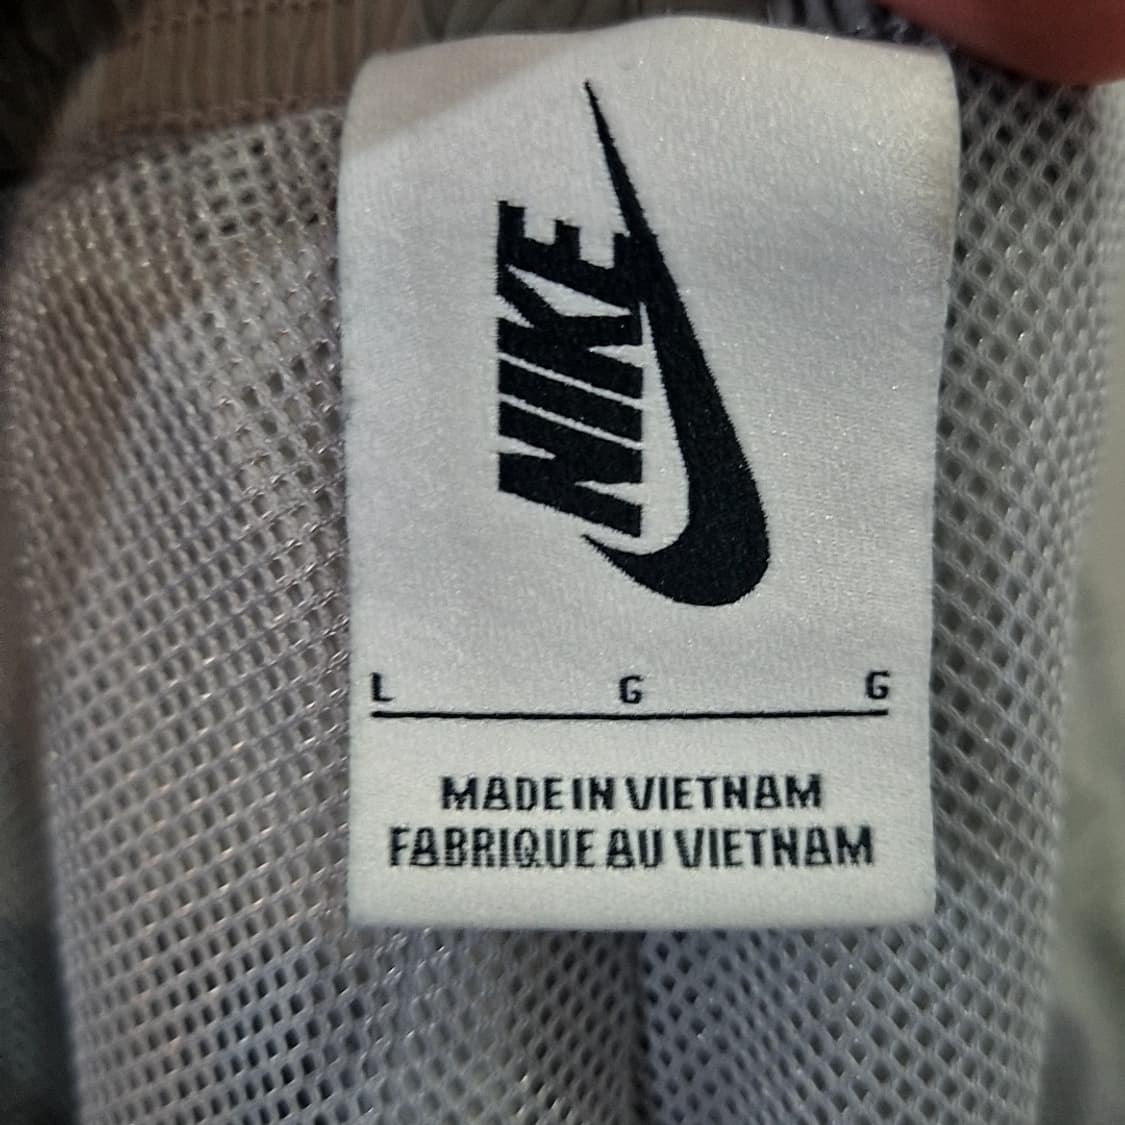 NIKE
L G G
MADE IN VIETNAM
FABRIQUE AU VIETNAM